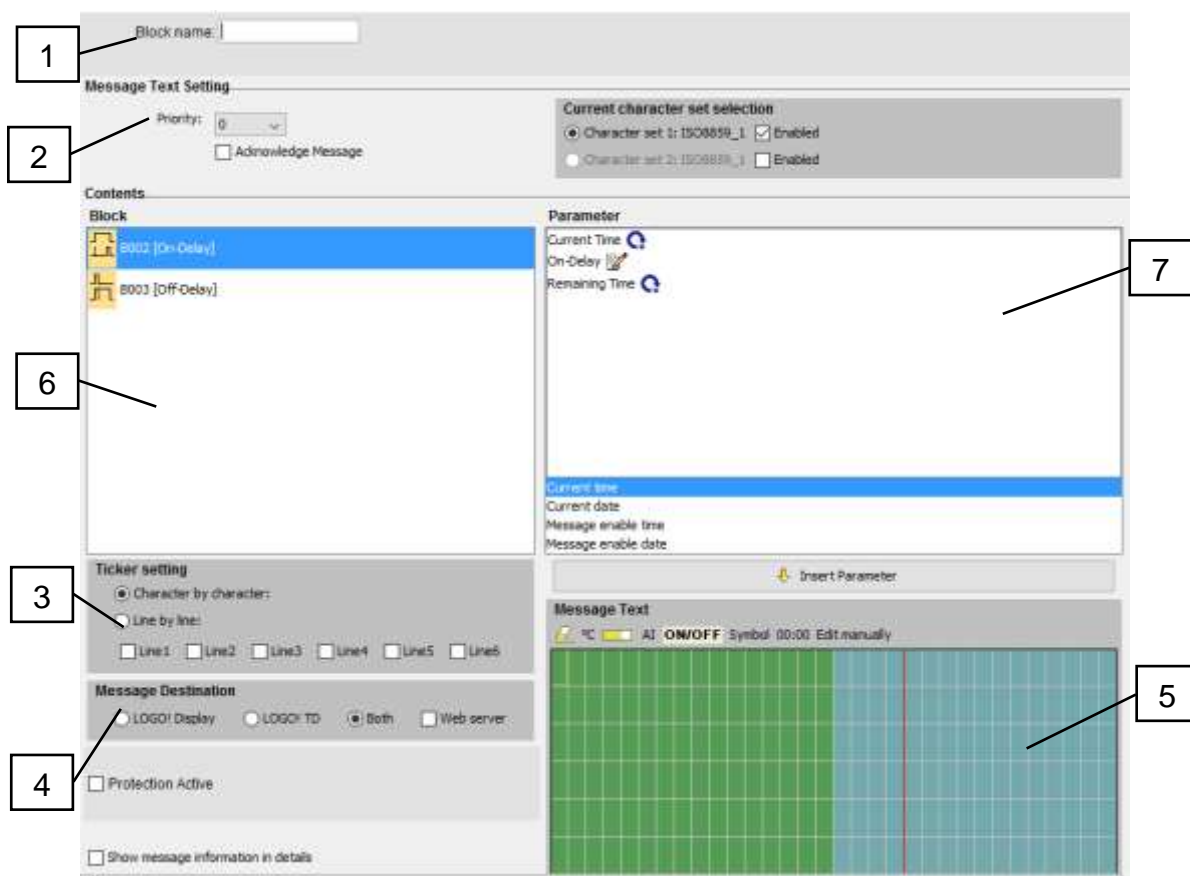 1
Block name:
Message Text Setting
Priority: 0
2
Acknowledge Message
Current character set selection
Character set 1: ISO8859_1 Enabled
Character set 2: ISO8859_1 Enabled
Contents
Block
B002 [On-Delay]
B003 [Off-Delay]
6
Parameter
Current Time
On-Delay
Remaining Time
7
Current time
Current date
Message enable time
Message enable date
Ticker setting
3
Character by character:
Line by line:
Line1 Line2 Line3 Line4 Line5 Line6
Message Destination
LOGO! Display LOGO! TD Both Web server
4
Protection Active
Show message information in details
Insert Parameter
Message Text
°C AI ON/OFF Symbol 00:00 Edit manually
5